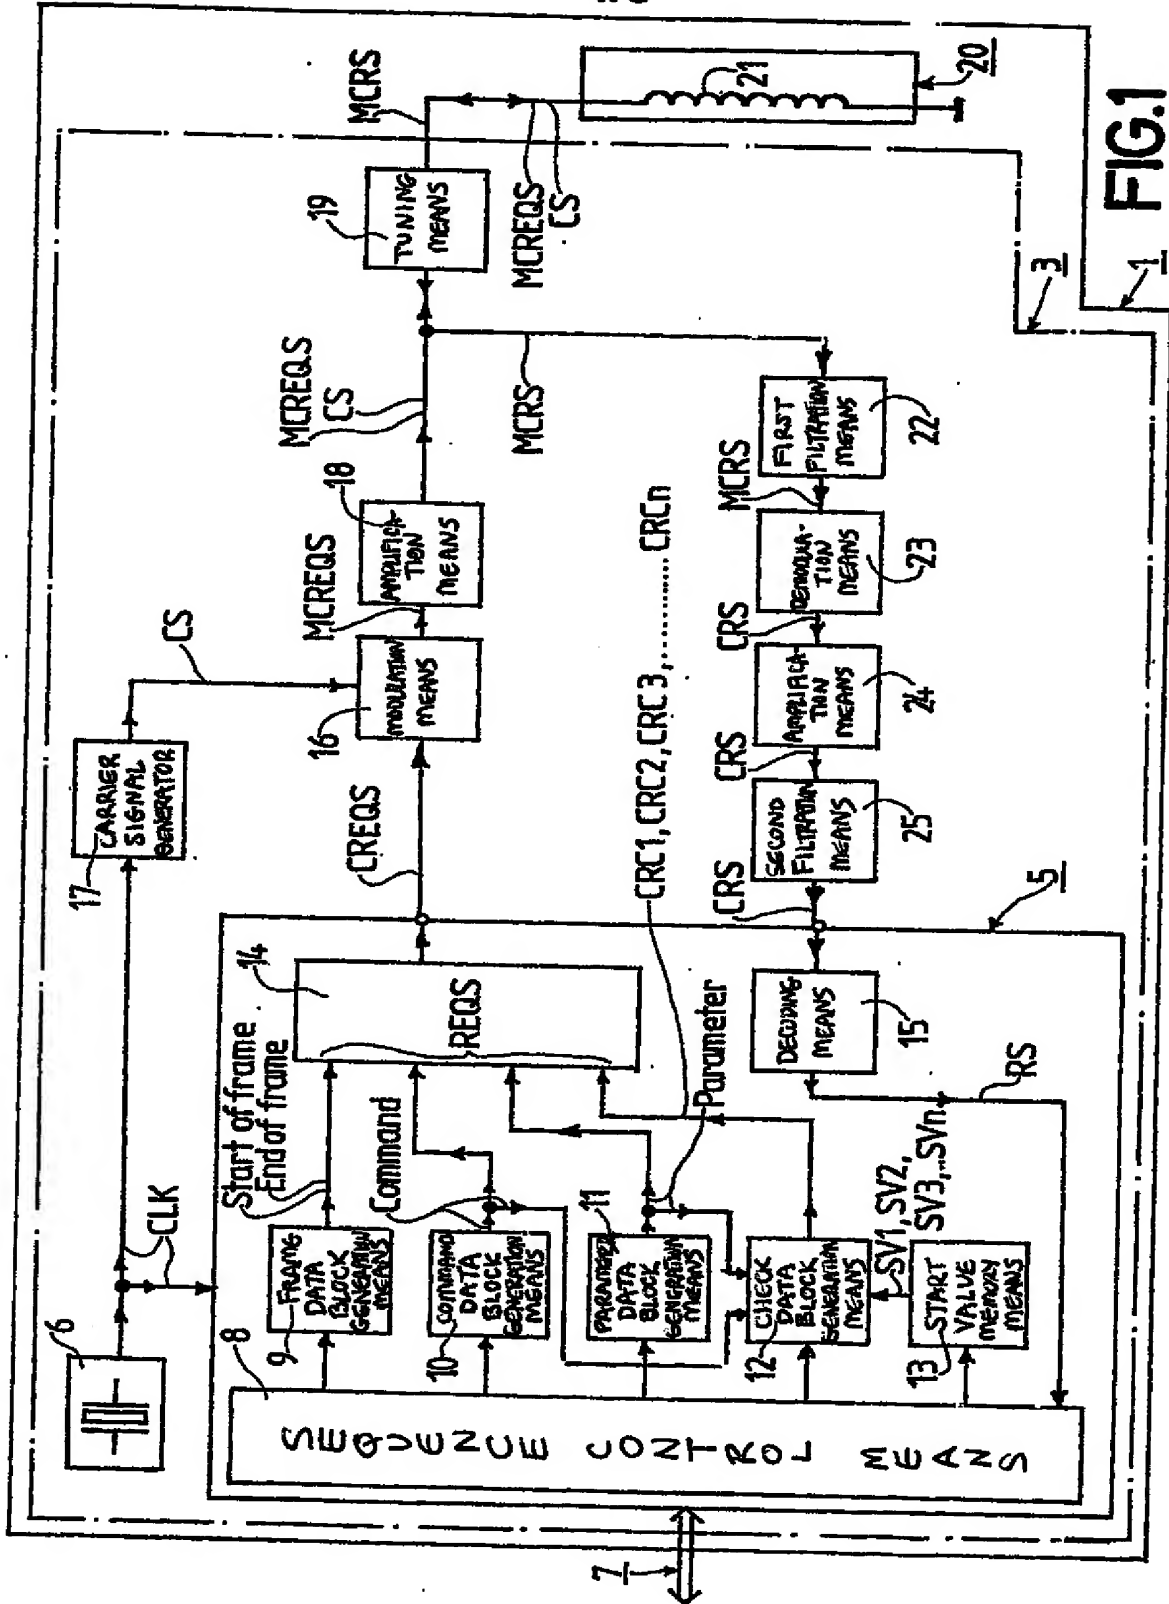 6
17
CARRIER
SIGNAL
GENERATOR
CLK
CS
MCRS
20
21
MCREQS
CS
19
TUNING
MEANS
MCREQS
CS
18
AMPLIFICA-
TION
MEANS
MCREQS
16
MODULATION
MEANS
CREQS
14
REQS
Start of frame
End of frame
Command
8
SEQUENCE CONTROL MEANS
9
FRAME
DATA
BLOCK
GENERATION
MEANS
10
COMMAND
DATA
BLOCK
GENERATION
MEANS
11
PARAMETER
DATA
BLOCK
GENERATION
MEANS
Parameter
12
CHECK
DATA
BLOCK
GENERATION
MEANS
13
START
VALVE
MEMOXY
MEANS
SV1, SV2,
SV3,..SVn
CRC1, CRC2, CRC3,..........CRCn
MCRS
FIRST
FILTRATION
MEANS
22
MCRS
DEMODULA-
TION
MEANS
23
CRS
AMPLIFICA-
TION
MEANS
24
CRS
SECOND
FILTRATION
MEANS
25
CRS
DECODING
MEANS
15
RS
5
3
1
7
FIG.1